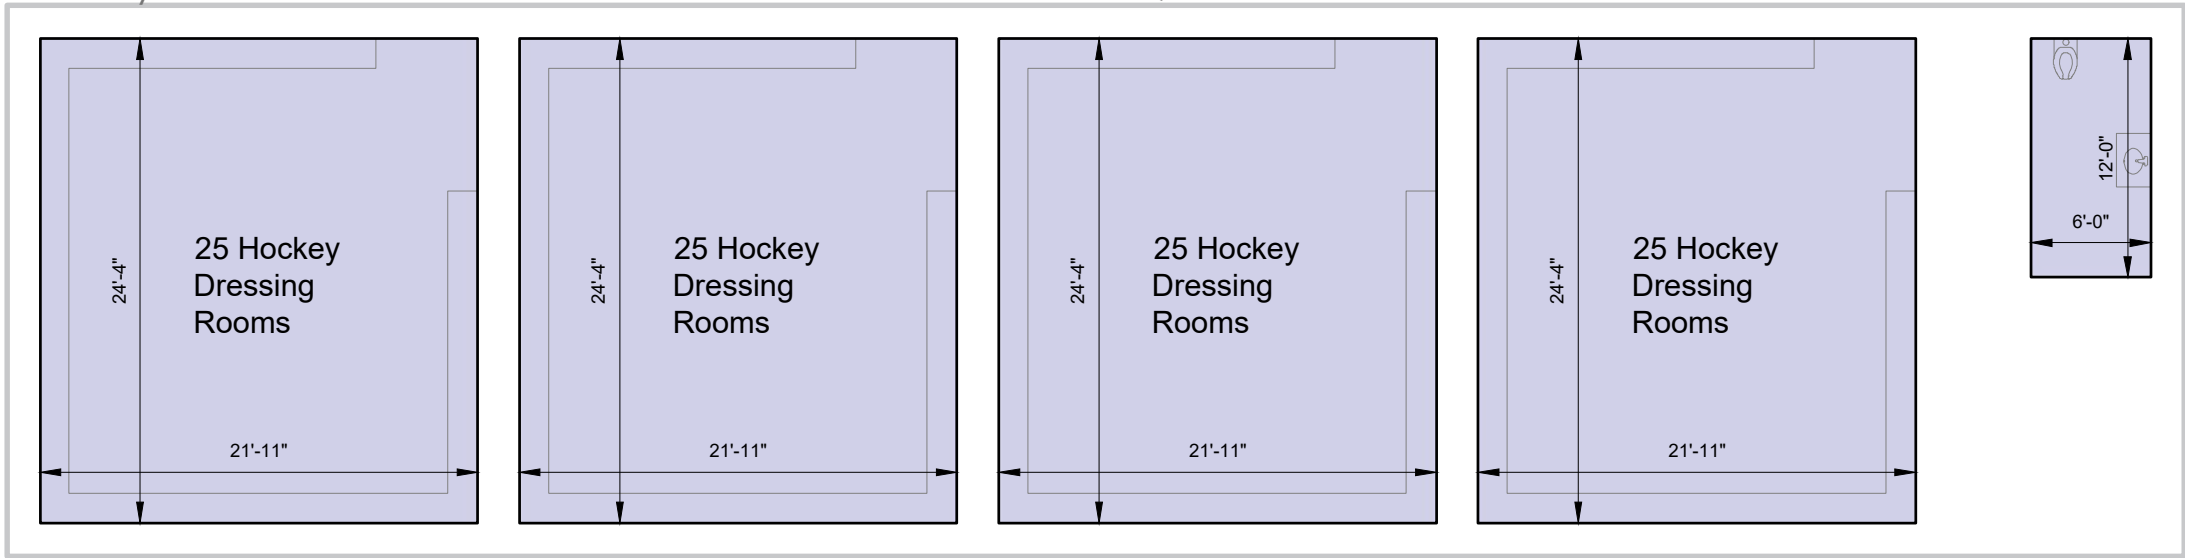 25 Hockey
Dressing
Rooms
24'-4"
21'-11"
25 Hockey
Dressing
Rooms
24'-4"
21'-11"
25 Hockey
Dressing
Rooms
24'-4"
21'-11"
25 Hockey
Dressing
Rooms
24'-4"
21'-11"
12'-0"
6'-0"